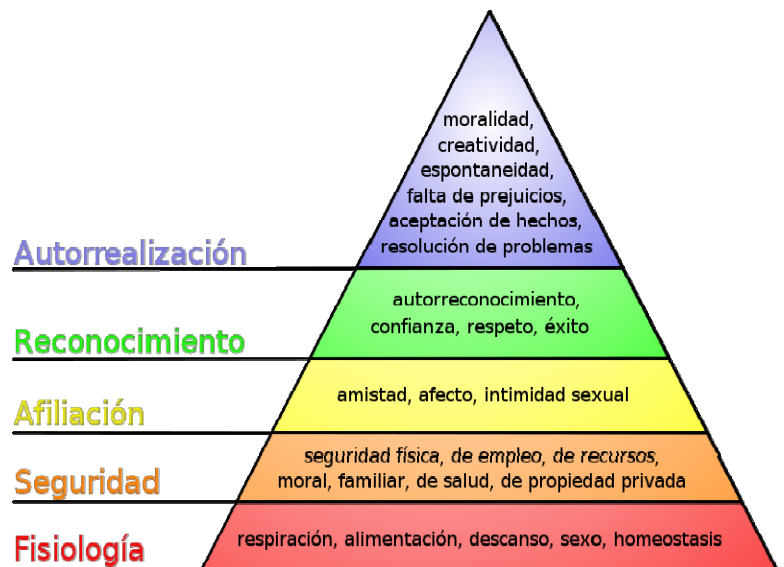 moralidad,
creatividad,
espontaneidad,
falta de prejuicios,
aceptación de hechos,
resolución de problemas
Autorrealización
autorreconocimiento,
confianza, respeto, éxito
Reconocimiento
amistad, afecto, intimidad sexual
Afiliación
seguridad física, de empleo, de recursos,
moral, familiar, de salud, de propiedad privada
Seguridad
respiración, alimentación, descanso, sexo, homeostasis
Fisiología